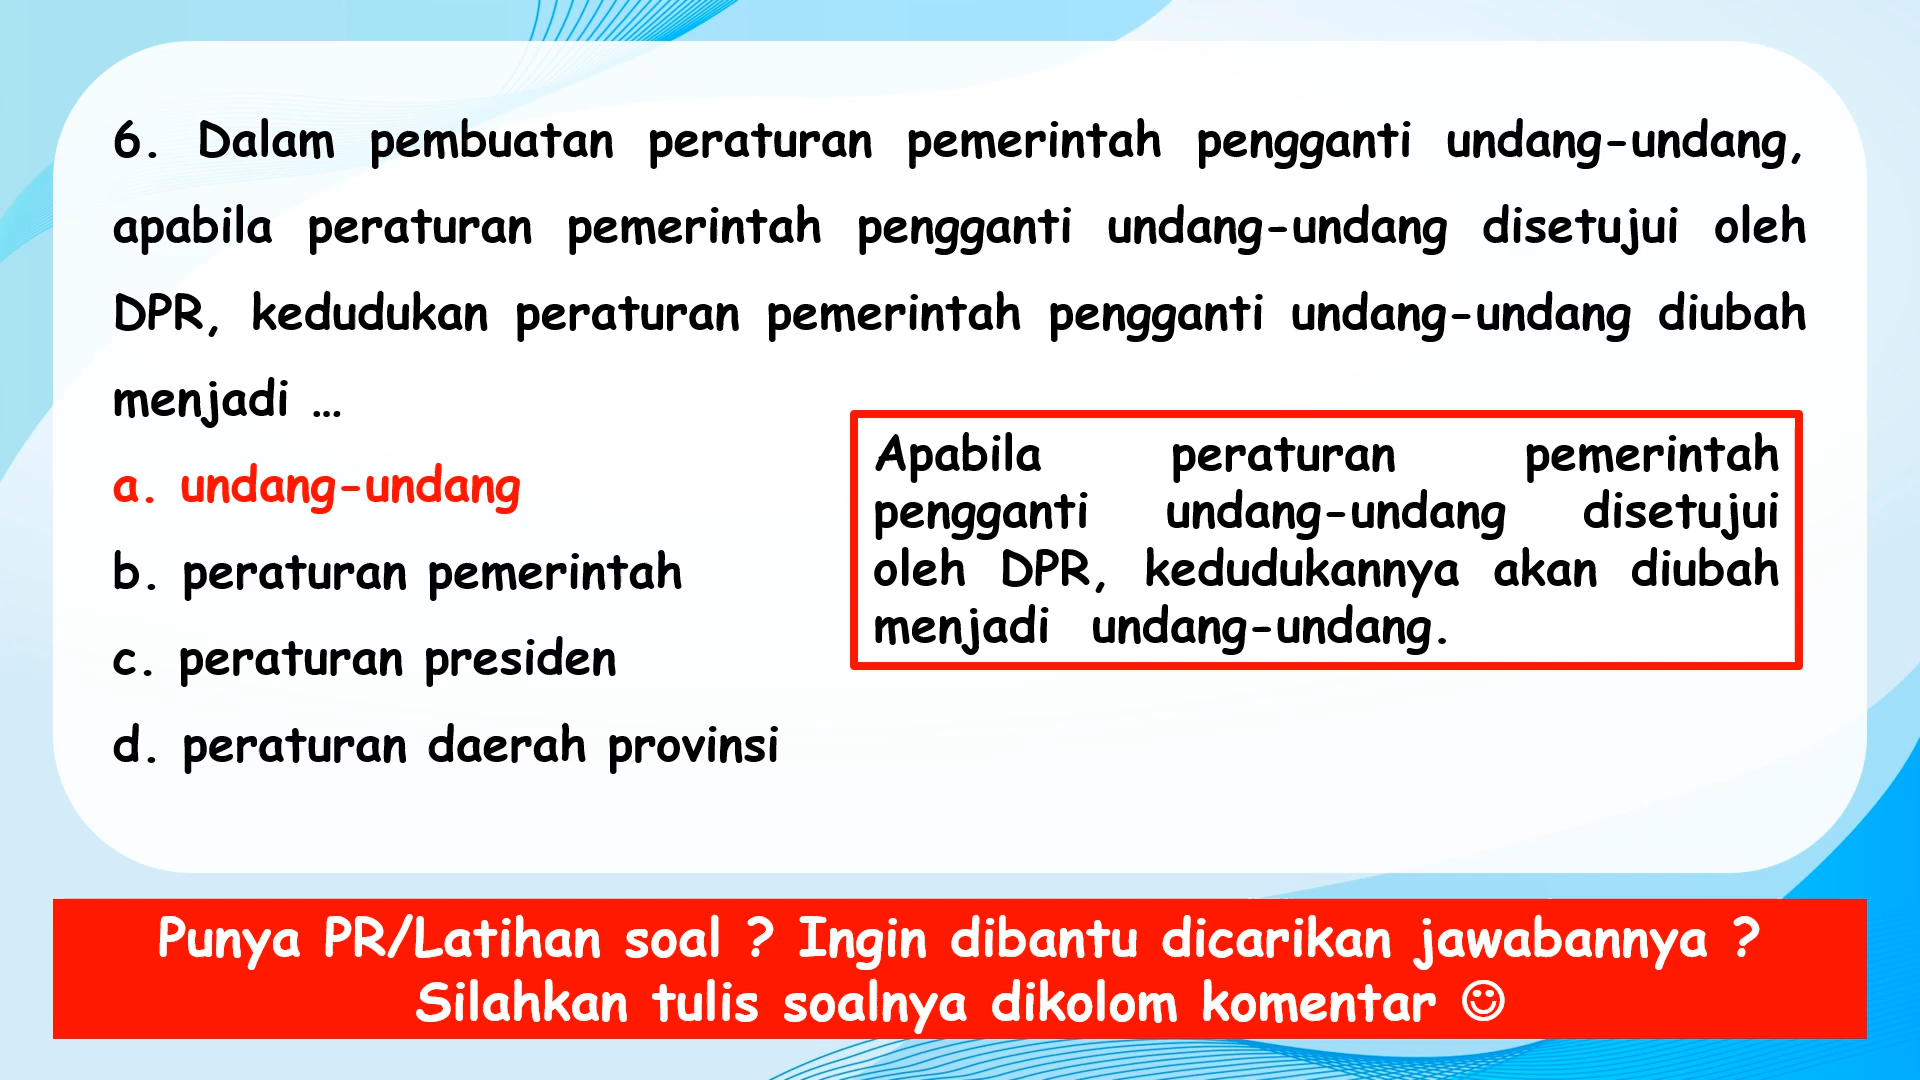 6. Dalam pembuatan peraturan pemerintah pengganti undang-undang,
apabila peraturan pemerintah pengganti undang-undang disetujui oleh
DPR, kedudukan peraturan pemerintah pengganti undang-undang diubah
menjadi ...
a. undang-undang
b. peraturan pemerintah
c. peraturan presiden
d. peraturan daerah provinsi
Apabila peraturan pemerintah
pengganti undang-undang disetujui
oleh DPR, kedudukannya akan diubah
menjadi undang-undang.
Punya PR/Latihan soal ? Ingin dibantu dicarikan jawabannya ?
Silahkan tulis soalnya dikolom komentar ☺